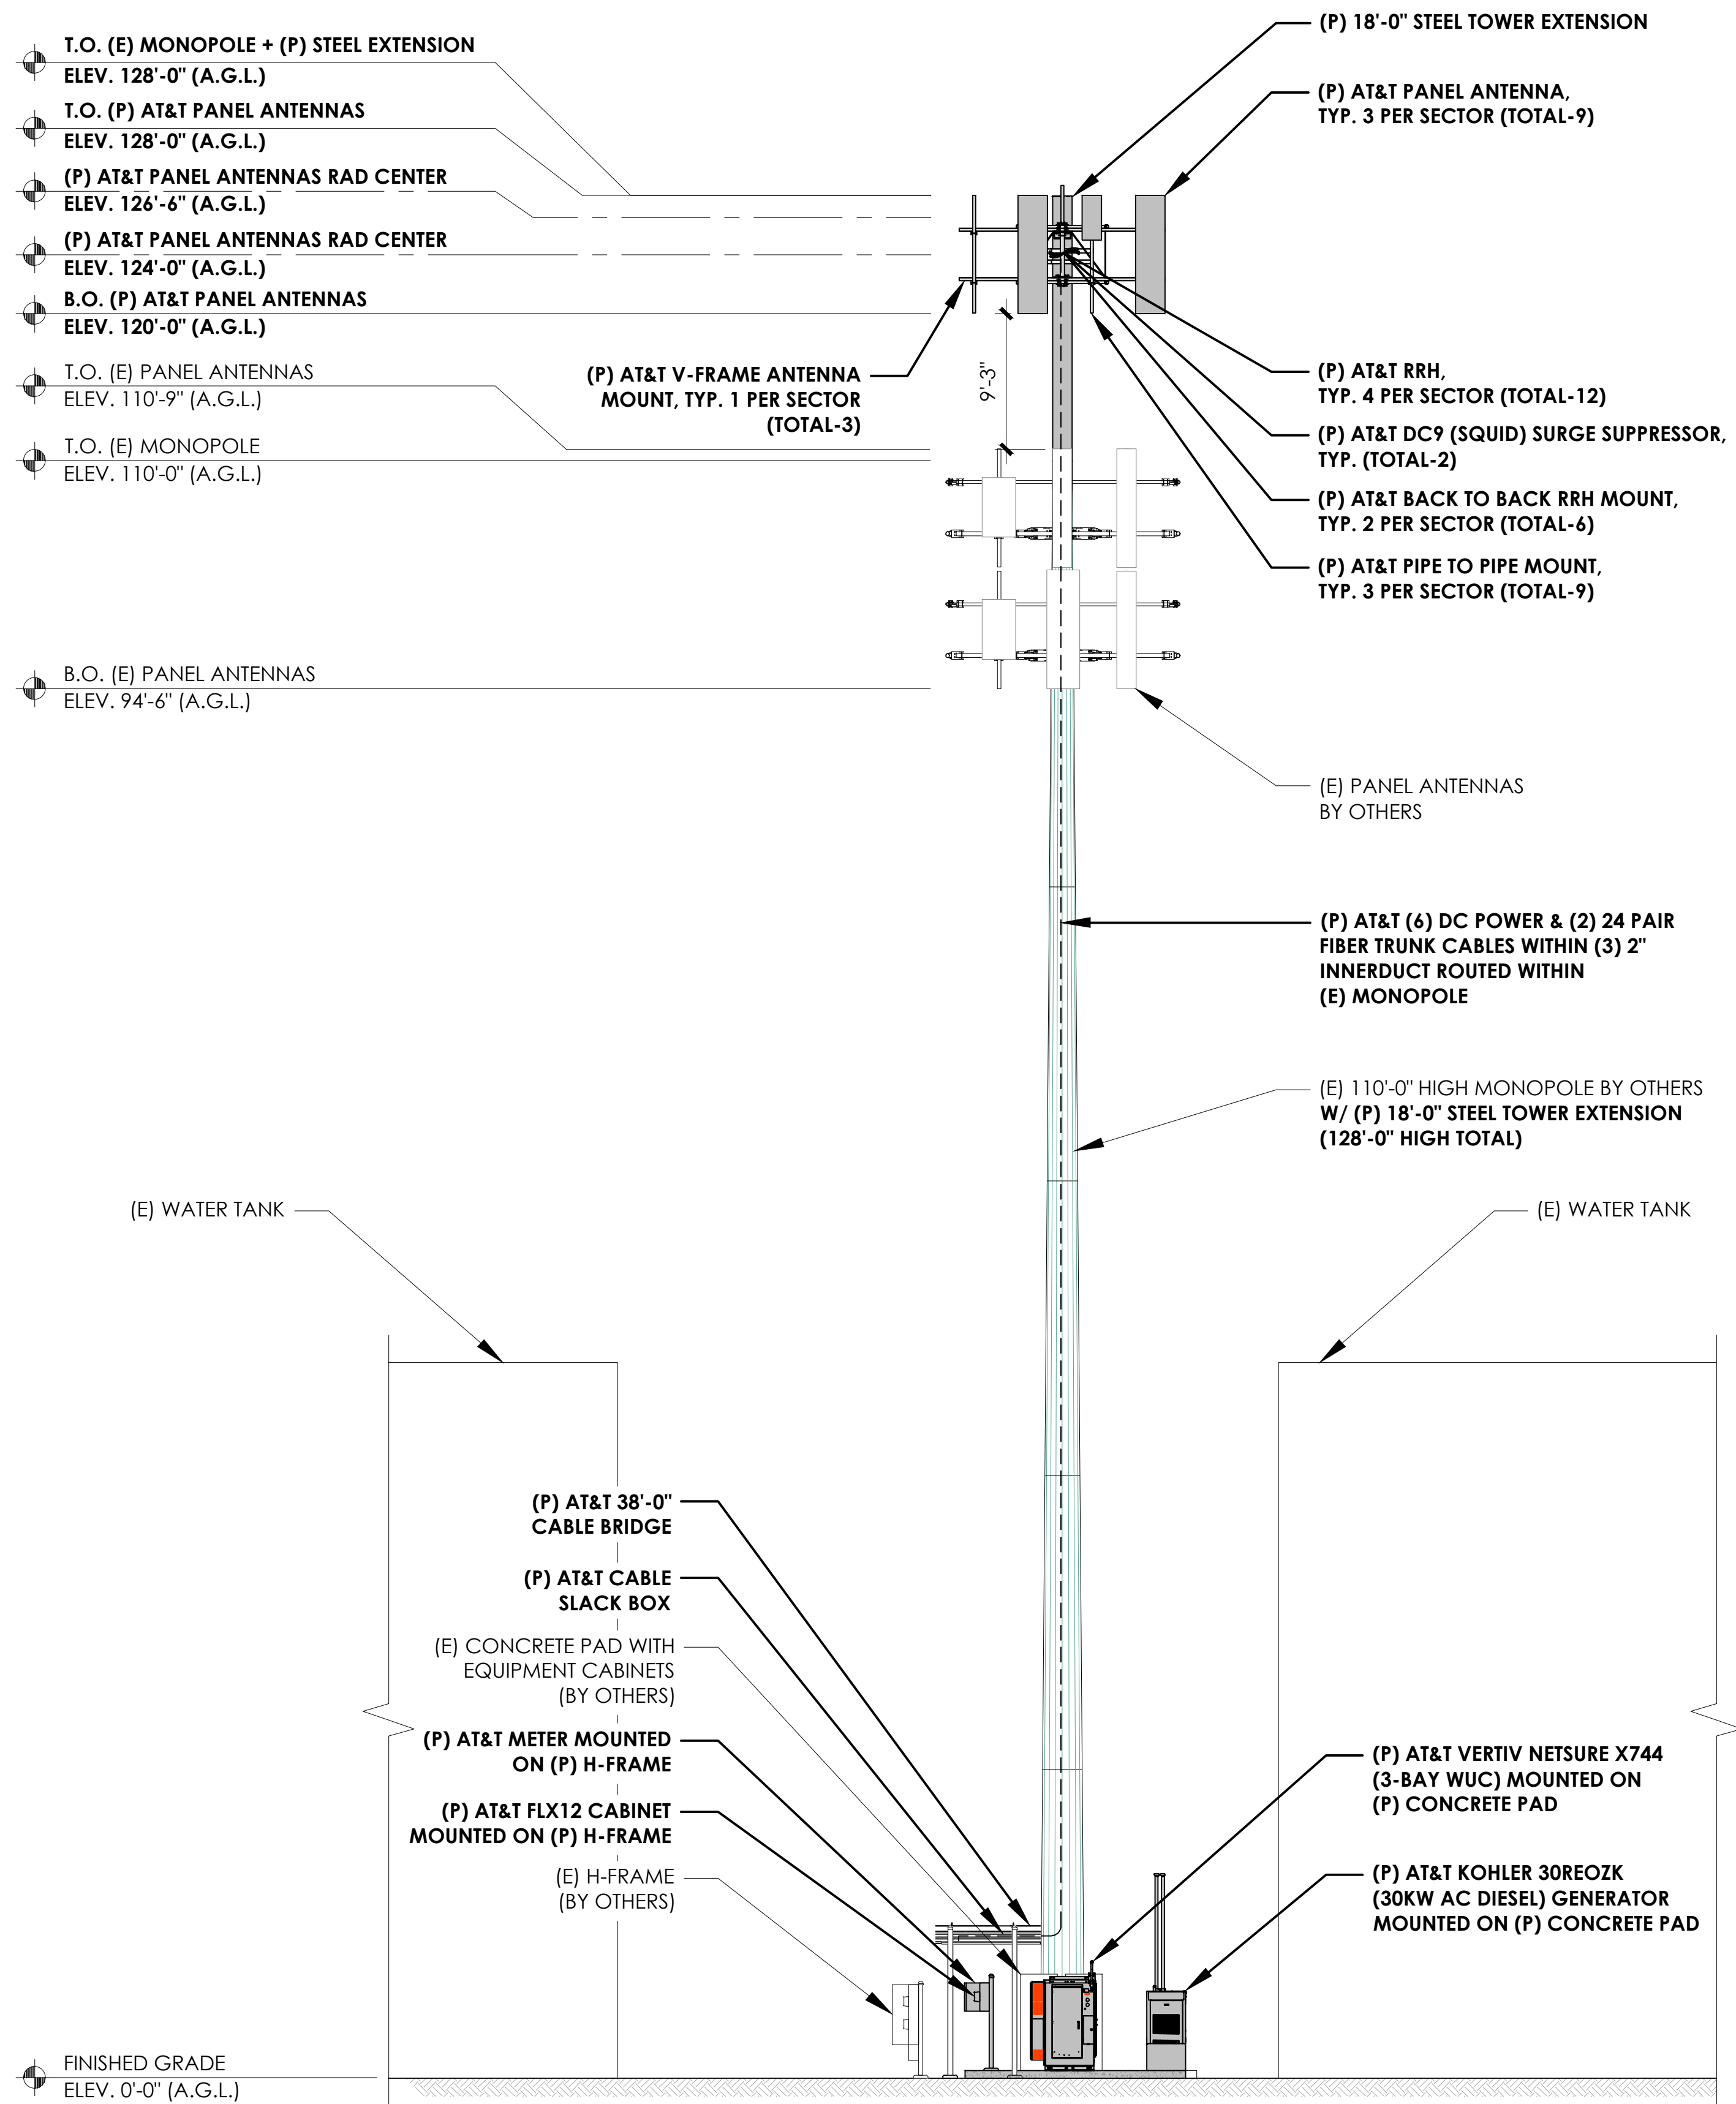 T.O. (E) MONOPOLE + (P) STEEL EXTENSION
ELEV. 128'-0" (A.G.L.)
T.O. (P) AT&T PANEL ANTENNAS
ELEV. 128'-0" (A.G.L.)
(P) AT&T PANEL ANTENNAS RAD CENTER
ELEV. 126'-6" (A.G.L.)
(P) AT&T PANEL ANTENNAS RAD CENTER
ELEV. 124'-0" (A.G.L.)
B.O. (P) AT&T PANEL ANTENNAS
ELEV. 120'-0" (A.G.L.)
T.O. (E) PANEL ANTENNAS
ELEV. 110'-9" (A.G.L.)
T.O. (E) MONOPOLE
ELEV. 110'-0" (A.G.L.)
B.O. (E) PANEL ANTENNAS
ELEV. 94'-6" (A.G.L.)
(P) AT&T V-FRAME ANTENNA
MOUNT, TYP. 1 PER SECTOR
(TOTAL-3)
9'-3"
(P) 18'-0" STEEL TOWER EXTENSION
(P) AT&T PANEL ANTENNA,
TYP. 3 PER SECTOR (TOTAL-9)
(P) AT&T RRH,
TYP. 4 PER SECTOR (TOTAL-12)
(P) AT&T DC9 (SQUID) SURGE SUPPRESSOR,
TYP. (TOTAL-2)
(P) AT&T BACK TO BACK RRH MOUNT,
TYP. 2 PER SECTOR (TOTAL-6)
(P) AT&T PIPE TO PIPE MOUNT,
TYP. 3 PER SECTOR (TOTAL-9)
(E) PANEL ANTENNAS
BY OTHERS
(P) AT&T (6) DC POWER & (2) 24 PAIR
FIBER TRUNK CABLES WITHIN (3) 2"
INNERDUCT ROUTED WITHIN
(E) MONOPOLE
(E) 110'-0" HIGH MONOPOLE BY OTHERS
W/ (P) 18'-0" STEEL TOWER EXTENSION
(128'-0" HIGH TOTAL)
(E) WATER TANK
(E) WATER TANK
(P) AT&T 38'-0"
CABLE BRIDGE
(P) AT&T CABLE
SLACK BOX
(E) CONCRETE PAD WITH
EQUIPMENT CABINETS
(BY OTHERS)
(P) AT&T METER MOUNTED
ON (P) H-FRAME
(P) AT&T FLX12 CABINET
MOUNTED ON (P) H-FRAME
(E) H-FRAME
(BY OTHERS)
(P) AT&T VERTIV NETSURE X744
(3-BAY WUC) MOUNTED ON
(P) CONCRETE PAD
(P) AT&T KOHLER 30REOZK
(30KW AC DIESEL) GENERATOR
MOUNTED ON (P) CONCRETE PAD
FINISHED GRADE
ELEV. 0'-0" (A.G.L.)